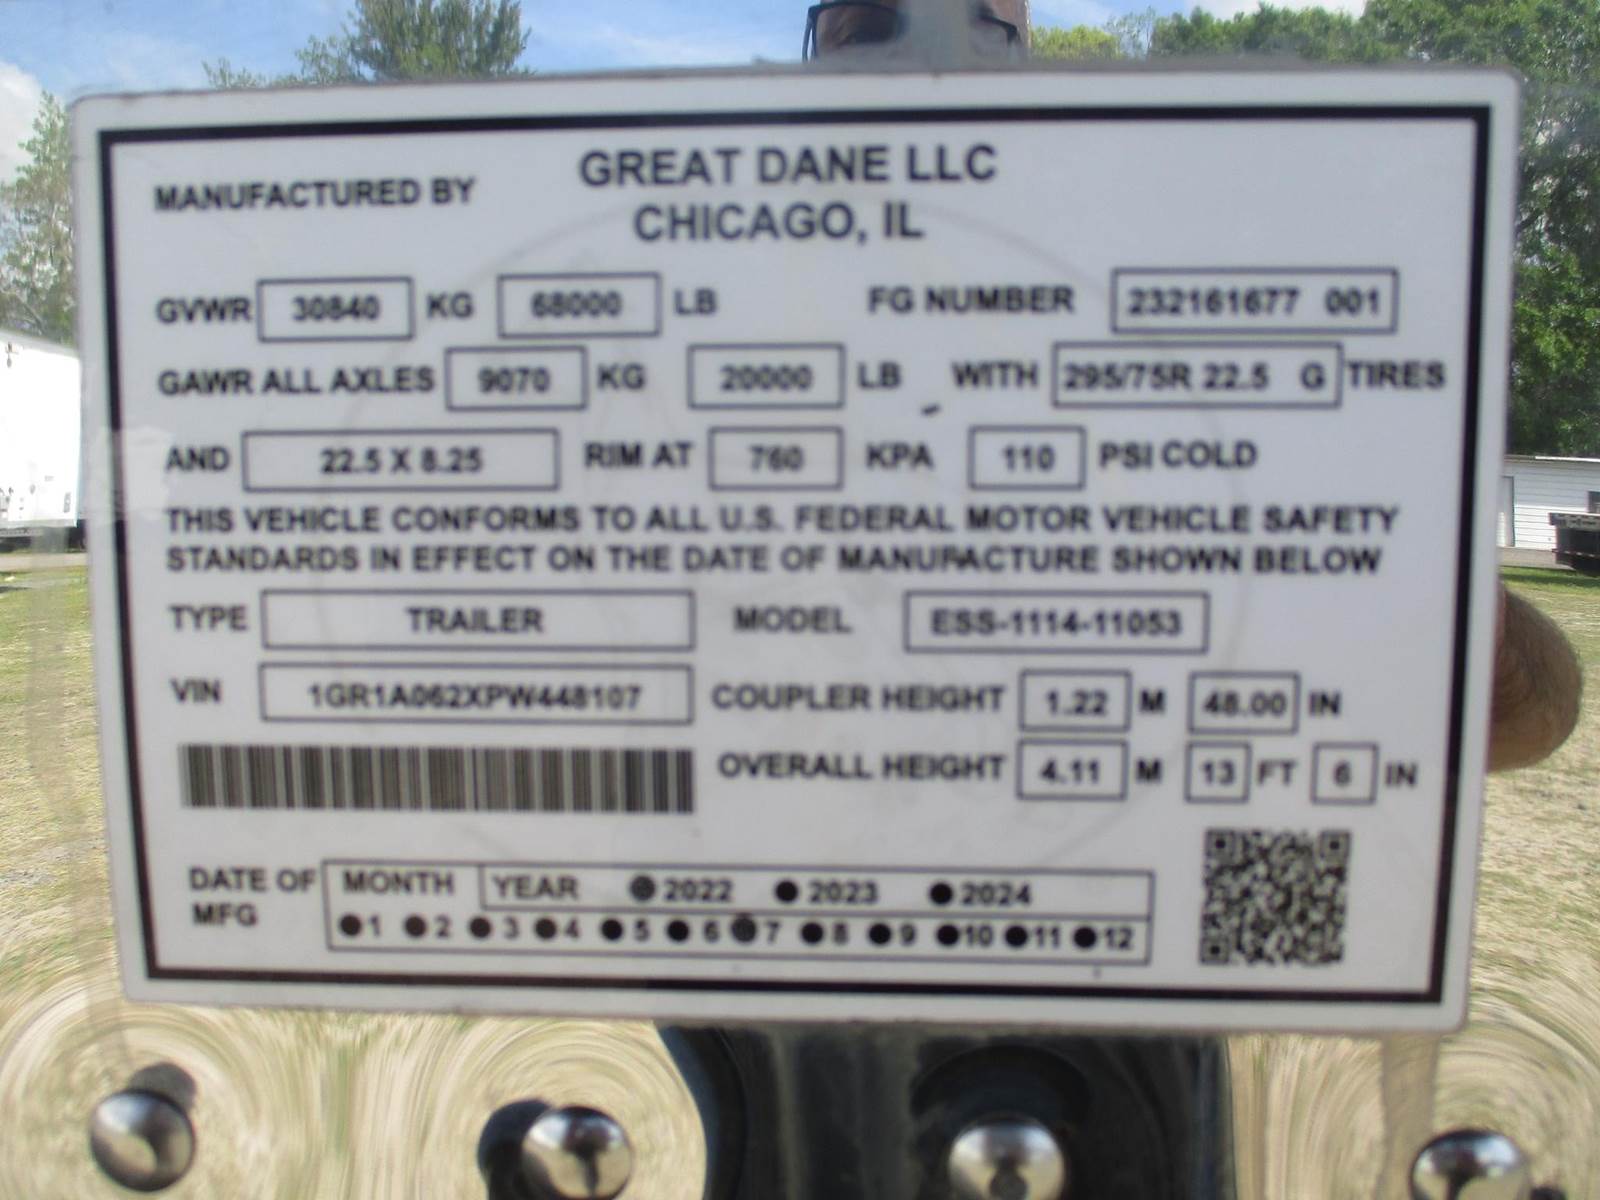 MANUFACTURED BY GREAT DANE LLC
CHICAGO, IL
GVWR 30840 KG 68000 LB FG NUMBER 232161677 001
GAWR ALL AXLES 9070 KG 20000 LB WITH 295/75R 22.5 G TIRES
AND 22.5 X 8.25 RIM AT 760 KPA 110 PSI COLD
THIS VEHICLE CONFORMS TO ALL U.S. FEDERAL MOTOR VEHICLE SAFETY
STANDARDS IN EFFECT ON THE DATE OF MANUFACTURE SHOWN BELOW
TYPE TRAILER MODEL ESS-1114-11053
VIN 1GR1A062XPW448107 COUPLER HEIGHT 1.22 M 48.00 IN
OVERALL HEIGHT 4.11 M 13 FT 6 IN
DATE OF MFG MONTH YEAR 2022 2023 2024
1 2 3 4 5 6 7 8 9 10 11 12